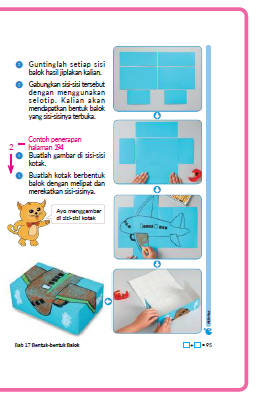 Guntinglah setiap sisi
balok hasil jiplakan kalian.
Gabungkan sisi-sisi tersebut
dengan menggunakan
selotip. Kalian akan
mendapatkan bentuk balok
yang sisi-sisinya terbuka.
Contoh penerapan
halaman 194
2
Buatlah gambar di sisi-sisi
kotak.
Buatlah kotak berbentuk
balok dengan melipat dan
merekatkan sisi-sisinya.
Ayo menggambar
di sisi-sisi kotak
Bab 17 Bentuk-bentuk Balok
□+□ = 95